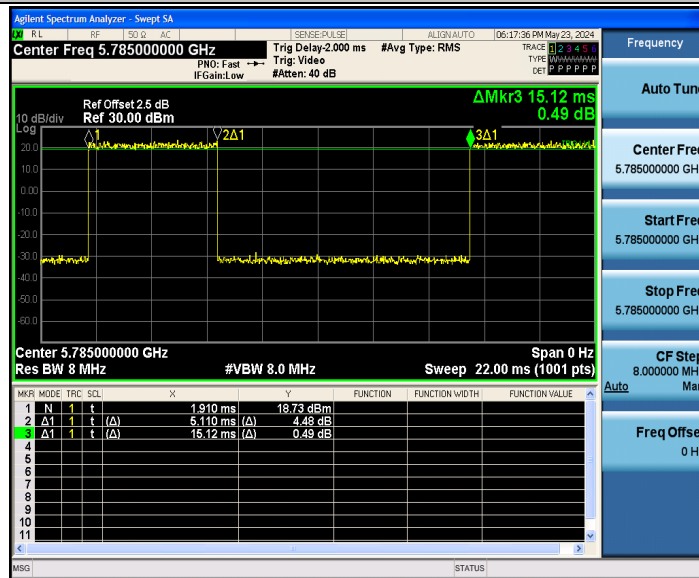 Agilent Spectrum Analyzer - Swept SA
LXI RL RF 50 Ω AC SENSE:PULSE ALIGN AUTO 06:17:36 PM May 23, 2024
Center Freq 5.785000000 GHz
PNO: Fast
IFGain:Low
Trig Delay-2.000 ms
Trig: Video
#Atten: 40 dB
#Avg Type: RMS
TRACE 1 2 3 4 5 6
TYPE
DET P P P P P P
ΔMkr3 15.12 ms
0.49 dB
Ref Offset 2.5 dB
10 dB/div Ref 30.00 dBm
Log
1
2Δ1
3Δ1
20.0
10.0
0.00
-10.0
-20.0
-30.0
-40.0
-50.0
-60.0
Center 5.785000000 GHz Span 0 Hz
Res BW 8 MHz #VBW 8.0 MHz Sweep 22.00 ms (1001 pts)
MKR MODE TRC SCL X Y FUNCTION FUNCTION WIDTH FUNCTION VALUE
1 N 1 t 1.910 ms 18.73 dBm
2 Δ1 1 t (Δ) 5.110 ms (Δ) 4.48 dB
3 Δ1 1 t (Δ) 15.12 ms (Δ) 0.49 dB
4
5
6
7
8
9
10
11
MSG STATUS
Frequency
Auto Tun
Center Fre
5.785000000 GH
Start Fre
5.785000000 GH
Stop Fre
5.785000000 GH
CF Step
8.000000 MH
Auto Ma
Freq Offse
0 H